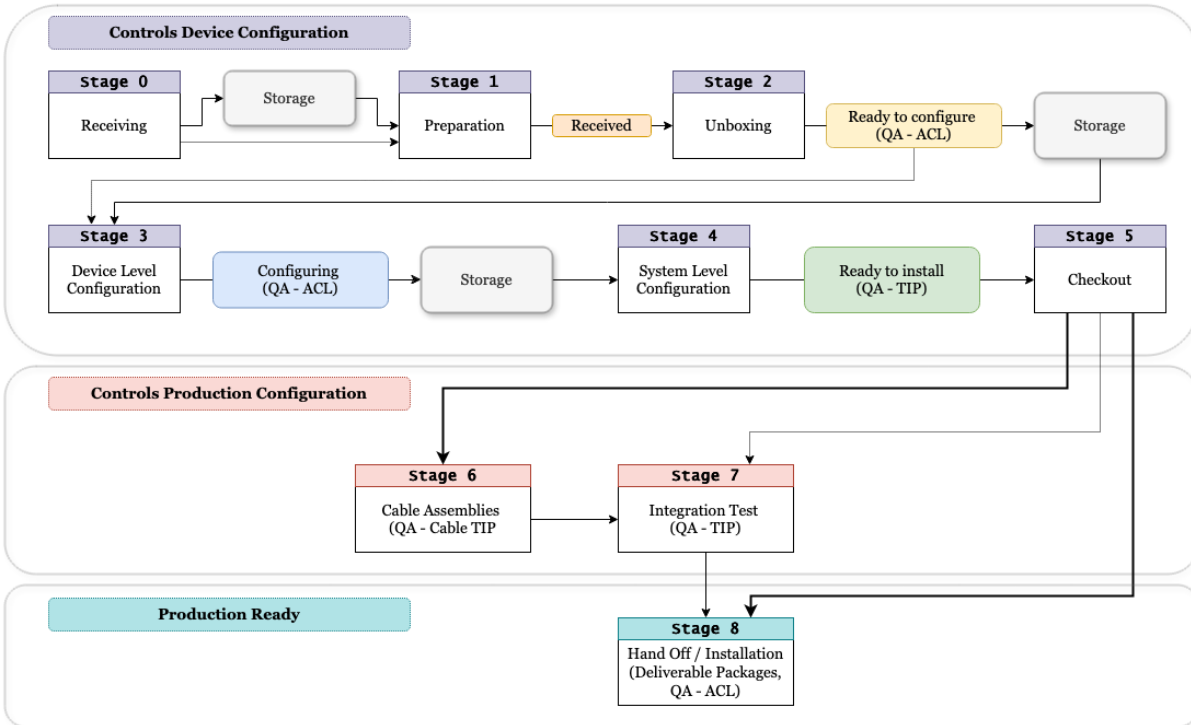 Controls Device Configuration
Stage 0
Receiving
Storage
Stage 1
Preparation
Received
Stage 2
Unboxing
Ready to configure
(QA - ACL)
Storage
Stage 3
Device Level
Configuration
Configuring
(QA - ACL)
Storage
Stage 4
System Level
Configuration
Ready to install
(QA - TIP)
Stage 5
Checkout
Controls Production Configuration
Stage 6
Cable Assemblies
(QA - Cable TIP
Stage 7
Integration Test
(QA - TIP)
Production Ready
Stage 8
Hand Off / Installation
(Deliverable Packages,
QA - ACL)